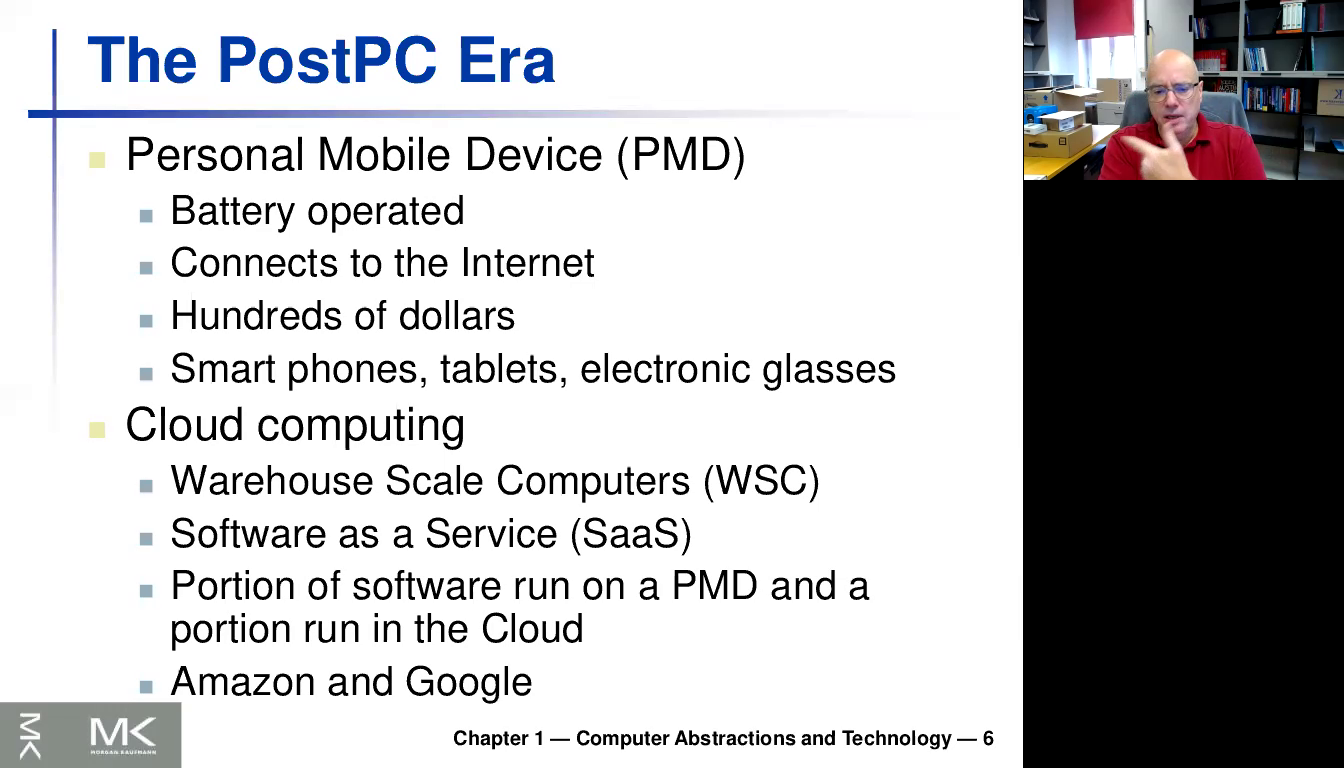 The PostPC Era
Personal Mobile Device (PMD)
Battery operated
Connects to the Internet
Hundreds of dollars
Smart phones, tablets, electronic glasses
Cloud computing
Warehouse Scale Computers (WSC)
Software as a Service (SaaS)
Portion of software run on a PMD and a
portion run in the Cloud
Amazon and Google
MK
MK
MORGAN KAUFMANN
Chapter 1 — Computer Abstractions and Technology — 6